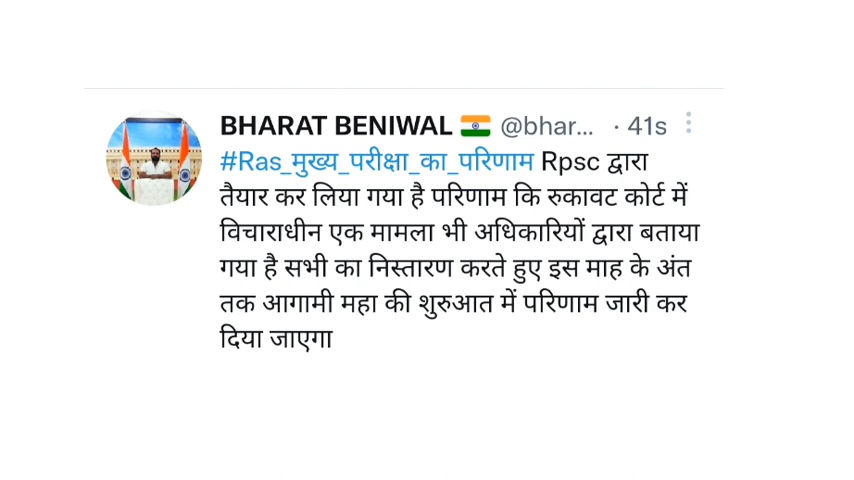 BHARAT BENIWAL 🇮🇳 @bhar... · 41s
#Ras_मुख्य_परीक्षा_का_परिणाम Rpsc द्वारा
तैयार कर लिया गया है परिणाम कि रुकावट कोर्ट में
विचाराधीन एक मामला भी अधिकारियों द्वारा बताया
गया है सभी का निस्तारण करते हुए इस माह के अंत
तक आगामी महा की शुरुआत में परिणाम जारी कर
दिया जाएगा